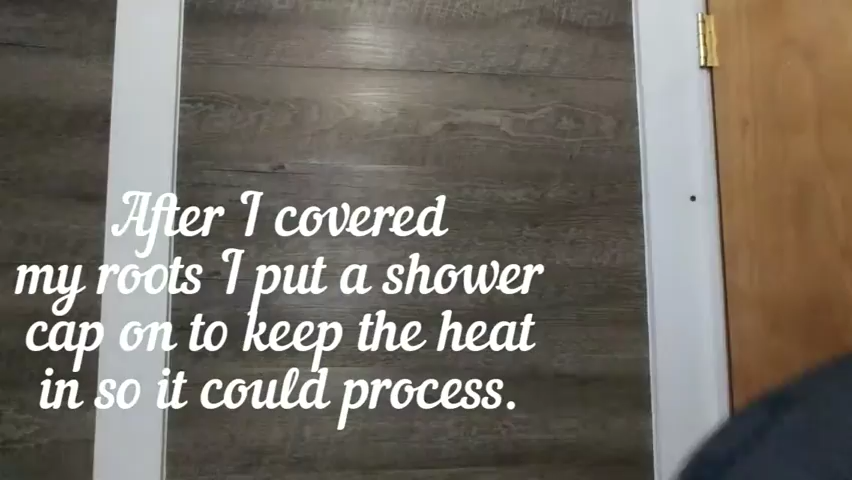 After I covered
my roots I put a shower
cap on to keep the heat
in so it could process.